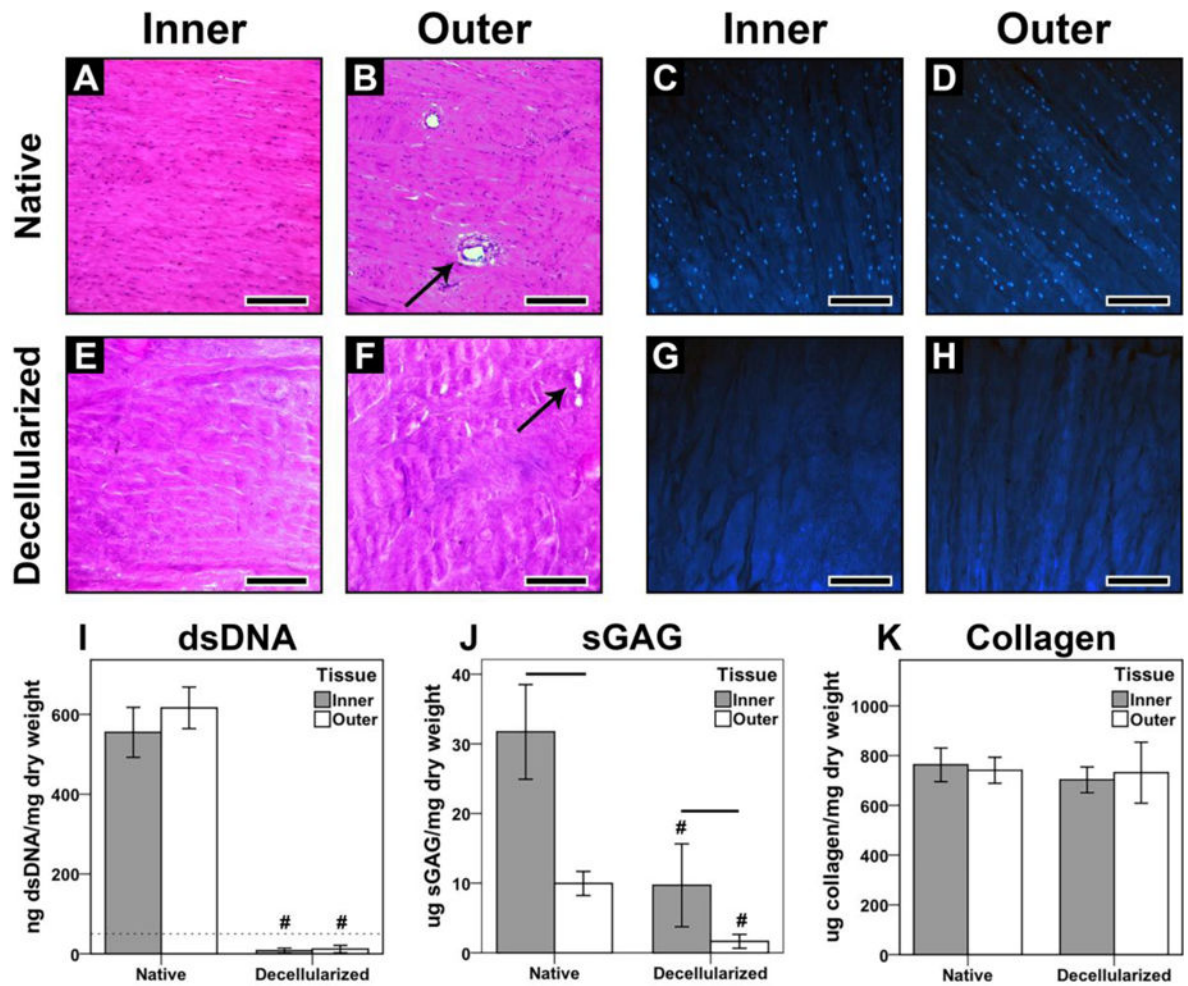 Inner Outer Inner Outer
Native
A B C D
Decellularized
E F G H
I dsDNA
ng dsDNA/mg dry weight
600
400
200
0
Tissue
Inner
Outer
# #
Native Decellularized
J sGAG
ug sGAG/mg dry weight
40
30
20
10
0
Tissue
Inner
Outer
#
#
Native Decellularized
K Collagen
ug collagen/mg dry weight
1000
800
600
400
200
0
Tissue
Inner
Outer
Native Decellularized